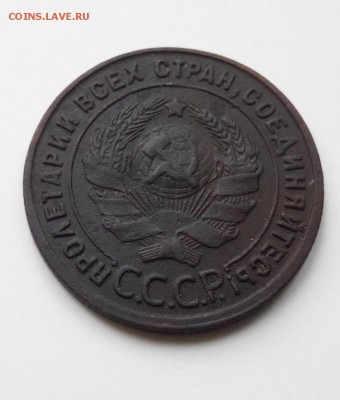 COINS.LAVE.RU
ПРОЛЕТАРИИ ВСЕХ СТРАН, СОЕДИНЯЙТЕСЬ!
С.С.С.Р.